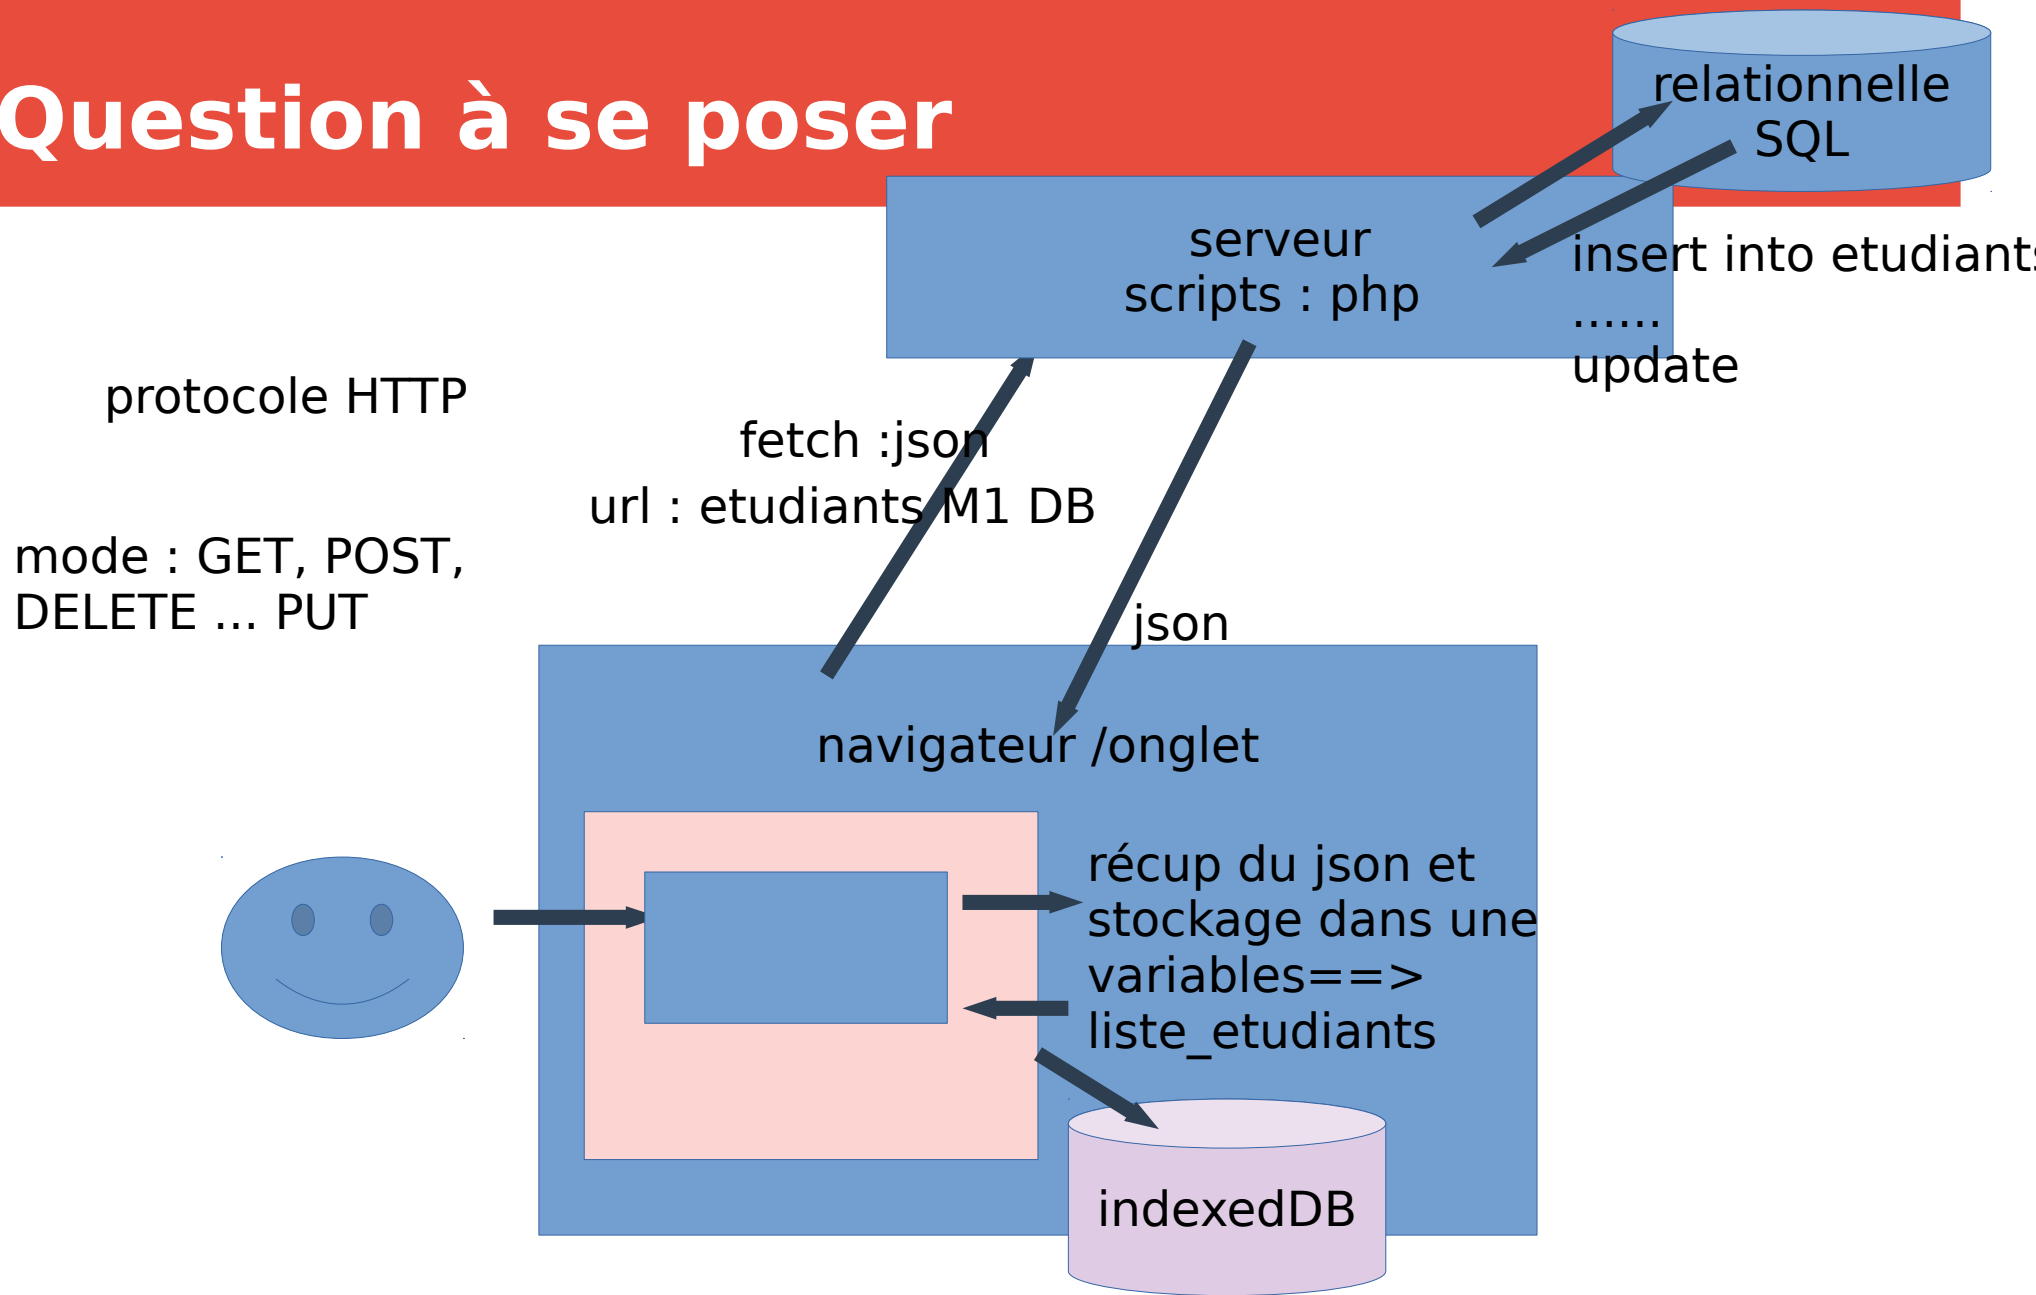 Question à se poser
relationnelle
SQL
serveur
scripts : php
insert into etudiants
......
update
protocole HTTP
fetch :json
url : etudiants M1 DB
mode : GET, POST,
DELETE ... PUT
json
navigateur /onglet
récup du json et
stockage dans une
variables==>
liste_etudiants
indexedDB